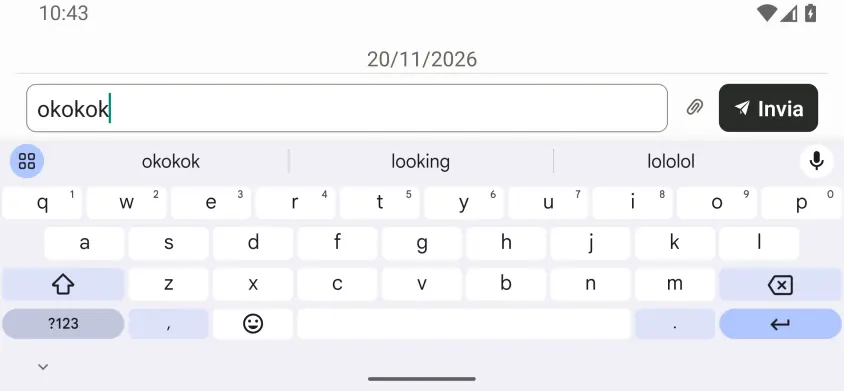 10:43
20/11/2026
okokok
Invia
okokok looking lololol
q 1 w 2 e 3 r 4 t 5 y 6 u 7 i 8 o 9 p 0
a s d f g h j k l
z x c v b n m
?123 , .